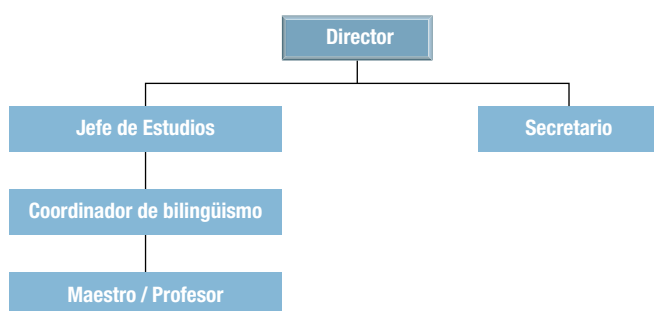 Director
Jefe de Estudios
Secretario
Coordinador de bilingüismo
Maestro / Profesor